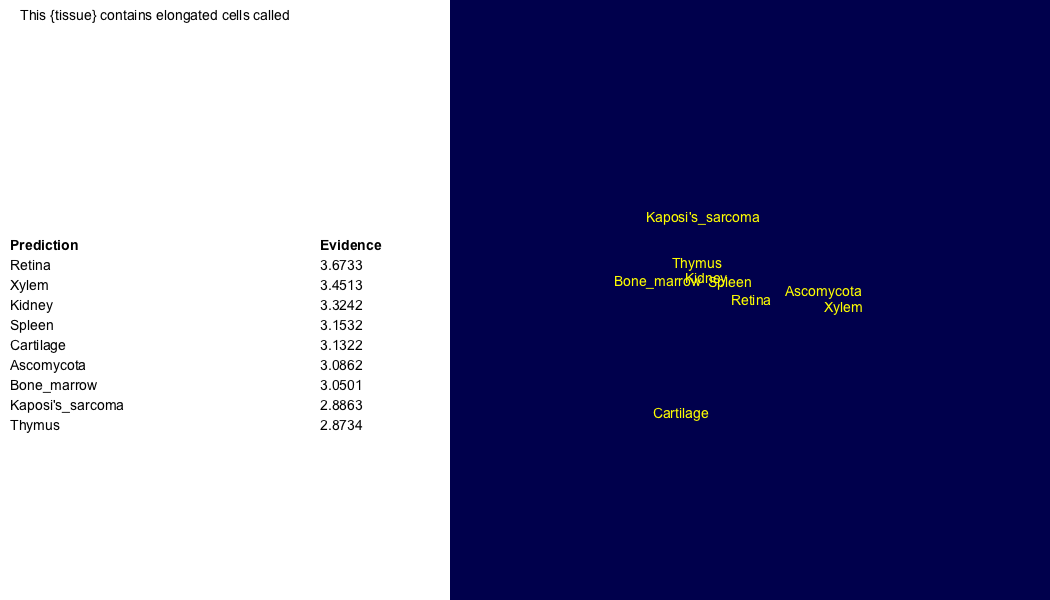 This {tissue} contains elongated cells called
Prediction Evidence
Retina 3.6733
Xylem 3.4513
Kidney 3.3242
Spleen 3.1532
Cartilage 3.1322
Ascomycota 3.0862
Bone_marrow 3.0501
Kaposi's_sarcoma 2.8863
Thymus 2.8734
Kaposi's_sarcoma
Thymus
Kidney
Bone_marrow Spleen
Ascomycota
Retina
Xylem
Cartilage